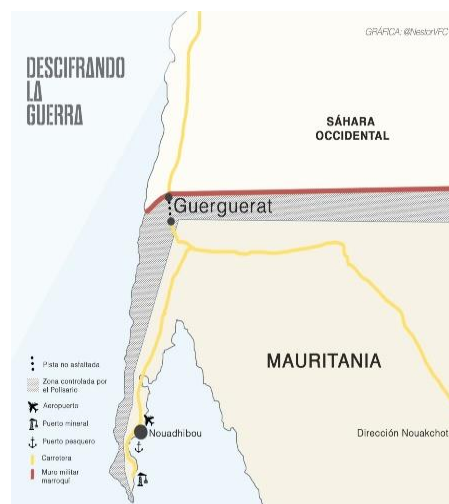 GRÁFICA: @NestorVFC
DESCIFRANDO
LA
GUERRA
SÁHARA
OCCIDENTAL
Guerguerat
MAURITANIA
Pista no asfaltada
Zona controlada por
el Polisario
Aeropuerto
Puerto mineral
Puerto pesquero
Carretera
Muro militar
marroquí
Nouadhibou
Dirección Nouakchot